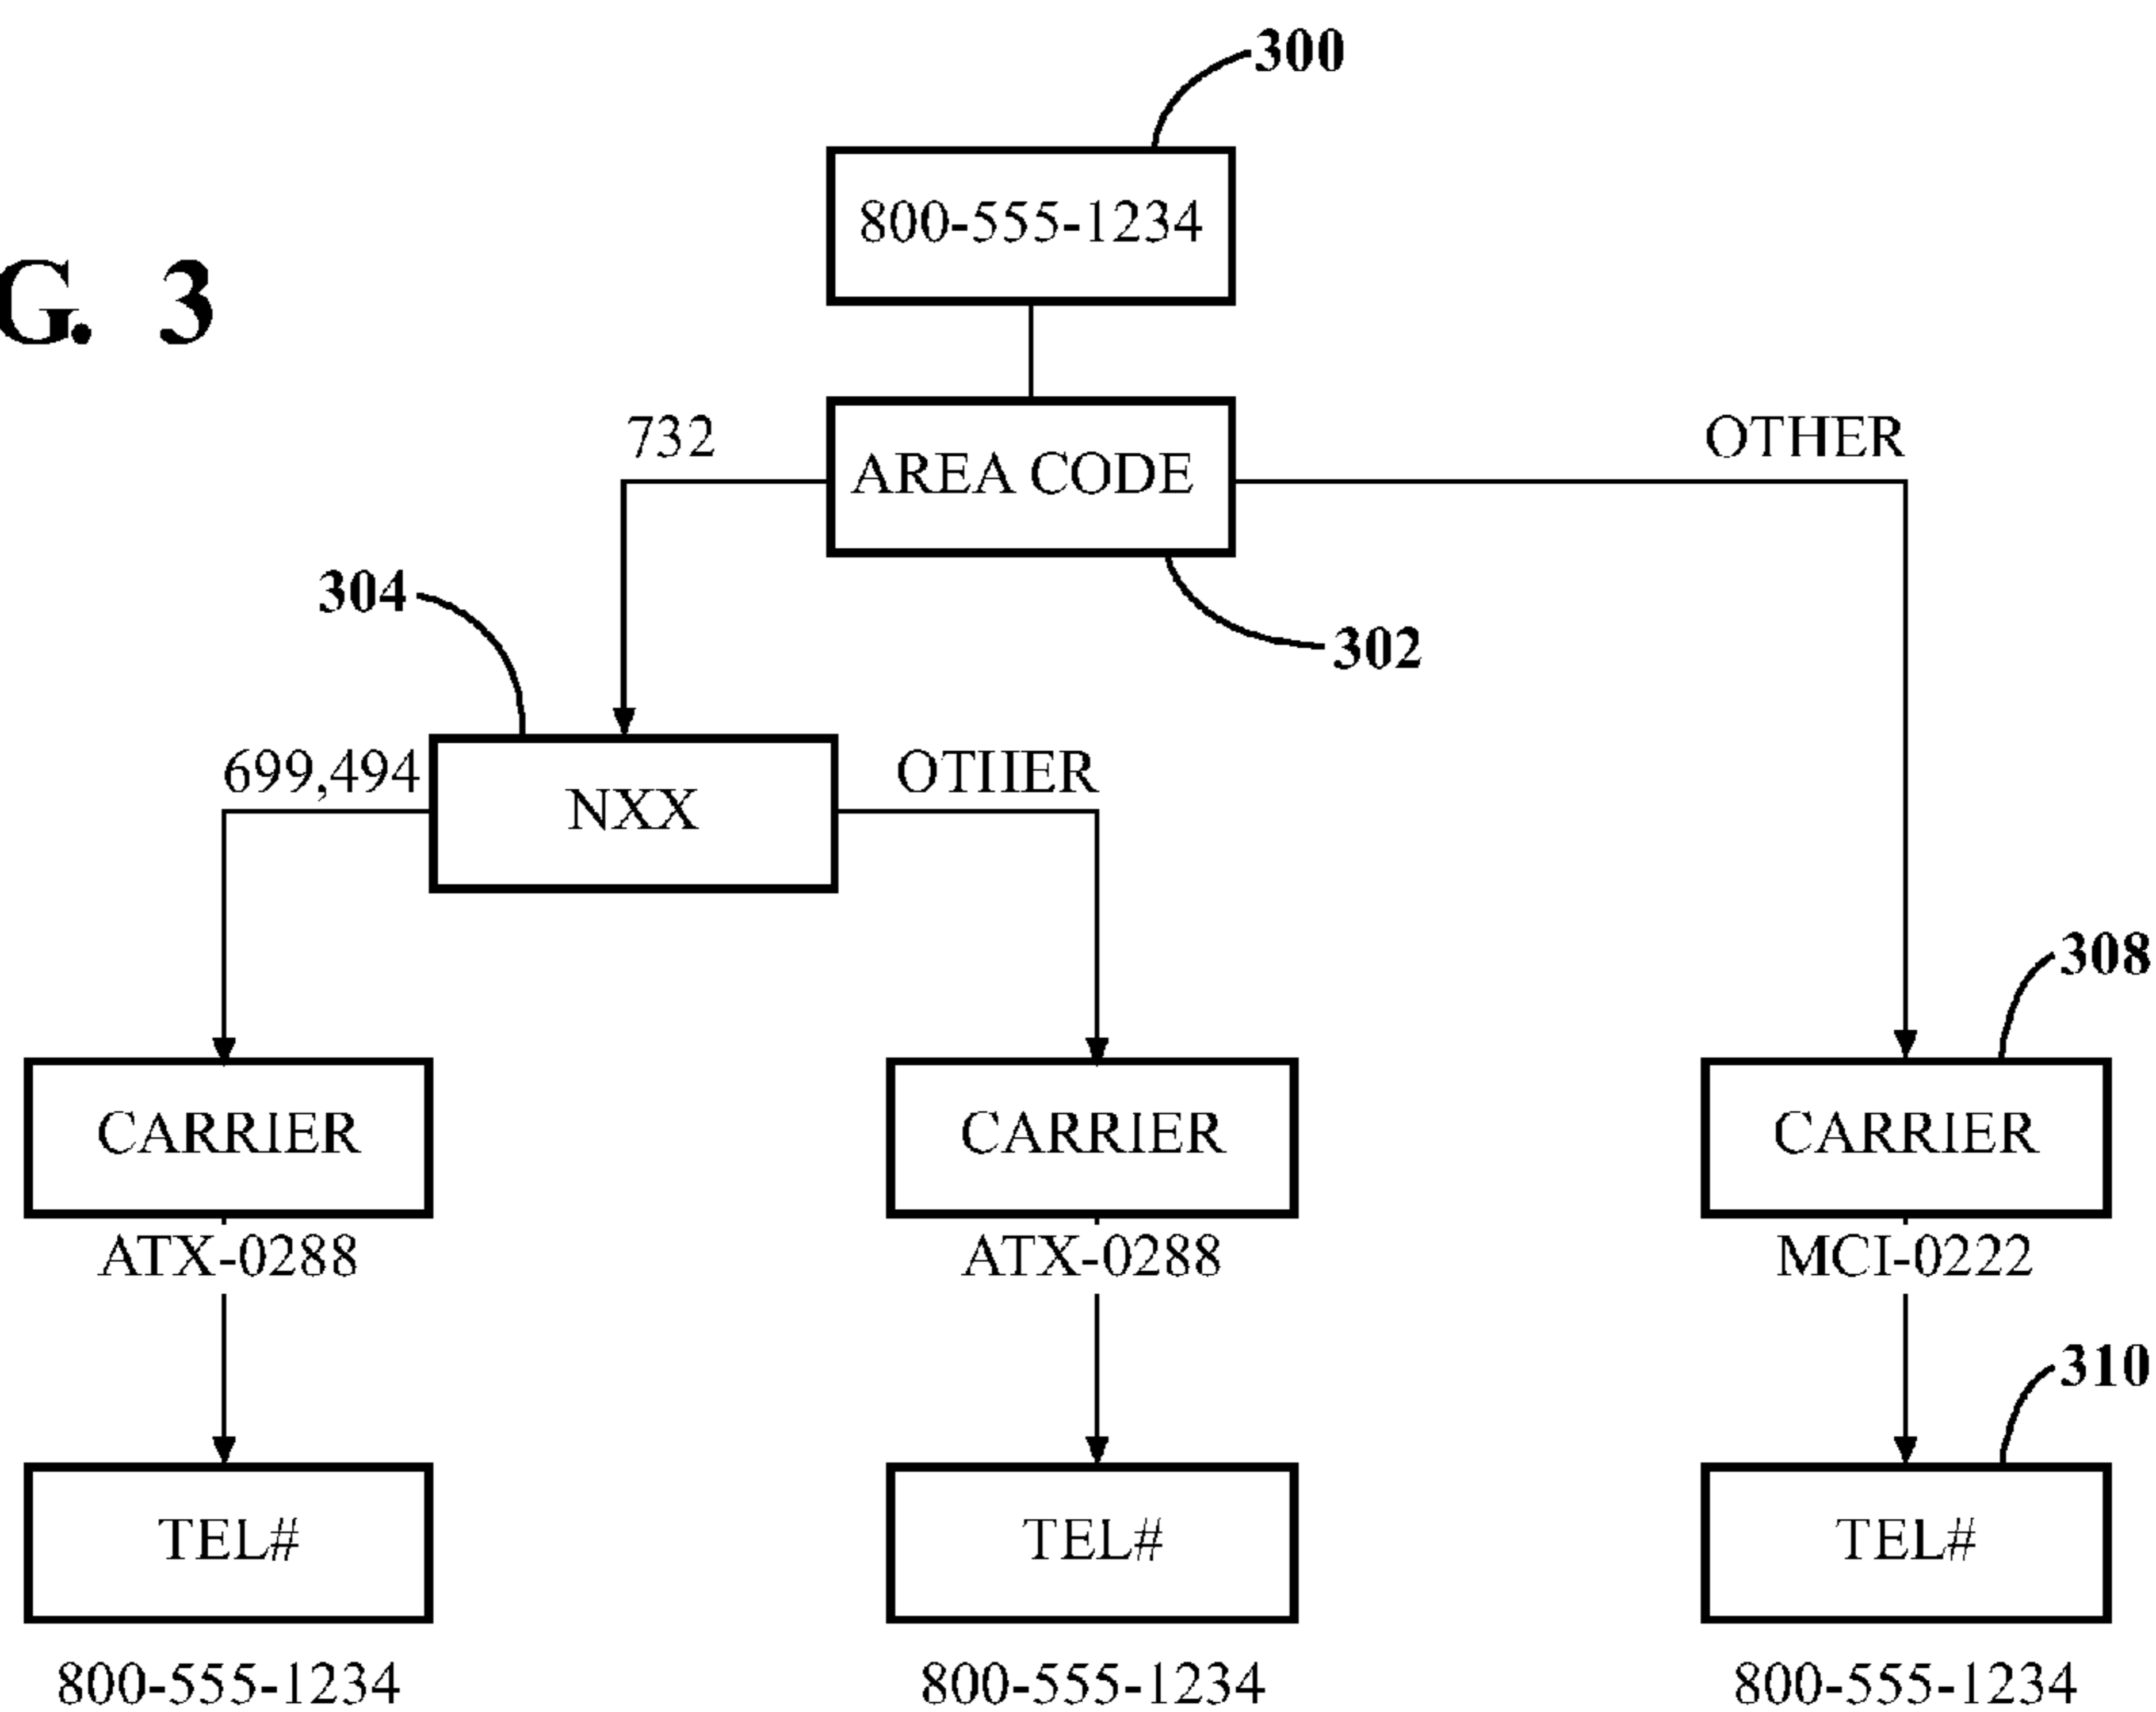 300
800-555-1234
G. 3
732
OTHER
AREA CODE
304
302
699,494
OTHER
NXX
308
CARRIER
CARRIER
CARRIER
ATX-0288
ATX-0288
MCI-0222
310
TEL#
TEL#
TEL#
800-555-1234
800-555-1234
800-555-1234